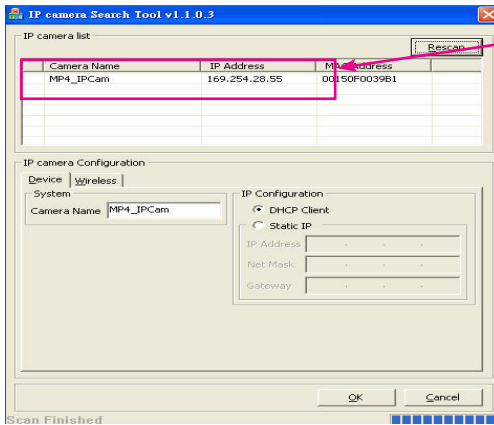 IP camera Search Tool v1.1.0.3
IP camera list
Rescan
Camera Name IP Address MAC Address
MP4_IPCam 169.254.28.55 00150F0039B1
IP camera Configuration
Device Wireless
System
Camera Name MP4_IPCam
IP Configuration
DHCP Client
Static IP
IP Address
Net Mask
Gateway
OK Cancel
Scan Finished